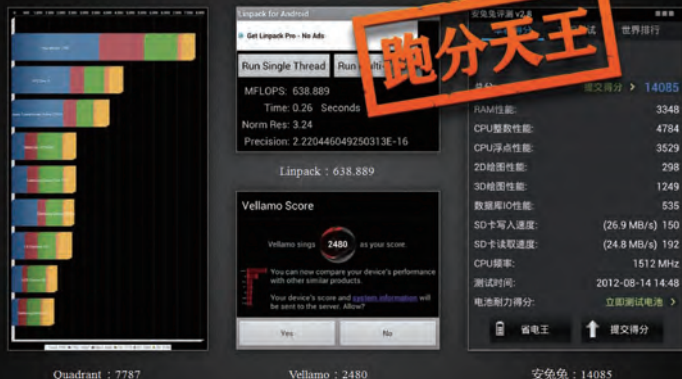 Linpack for Android
Get Linpack Pro - No Ads
Run Single Thread
MFLOPS: 638.889
Time: 0.26 Seconds
Norm Res: 3.24
Precision: 2.220446049250313E-16
Linpack：638.889
Vellamo Score
Vellamo sings 2480 as your score.
You can now compare your device's performance
with other similar products.
Your device's score and system information will
be sent to the server. Allow?
Yes No
Quadrant：7787
Vellamo：2480
跑分天王
安兔兔评测 v2.8
世界排行
提交得分 > 14085
RAM性能: 3348
CPU整数性能: 4784
CPU浮点性能: 3529
2D绘图性能: 298
3D绘图性能: 1249
数据库IO性能: 535
SD卡写入速度: (26.9 MB/s) 150
SD卡读取速度: (24.8 MB/s) 192
CPU频率: 1512 MHz
测试时间: 2012-08-14 14:48
电池耐力得分: 立即测试电池 >
省电王 提交得分
安兔兔：14085